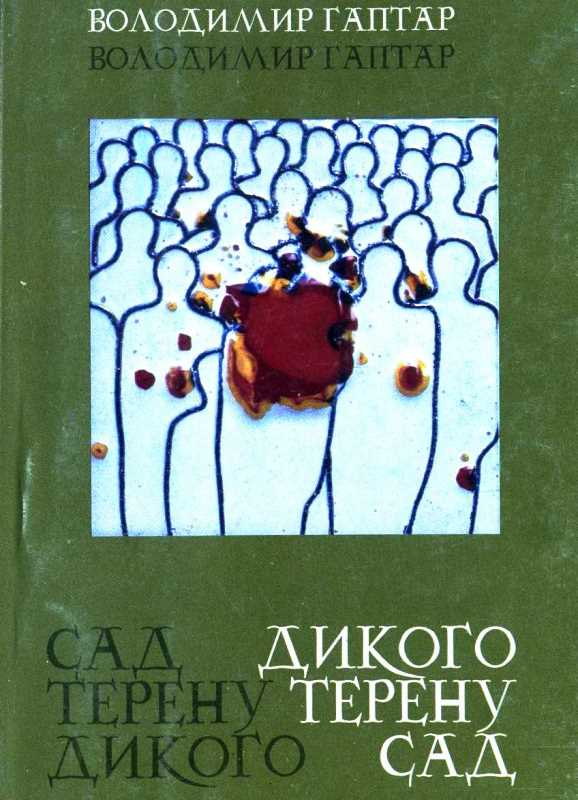 ВОЛОДИМИР ГАПТАР
ВОЛОДИМИР ГАПТАР
САД ДИКОГО
ТЕРЕНУ ТЕРЕНУ
ДИКОГО САД